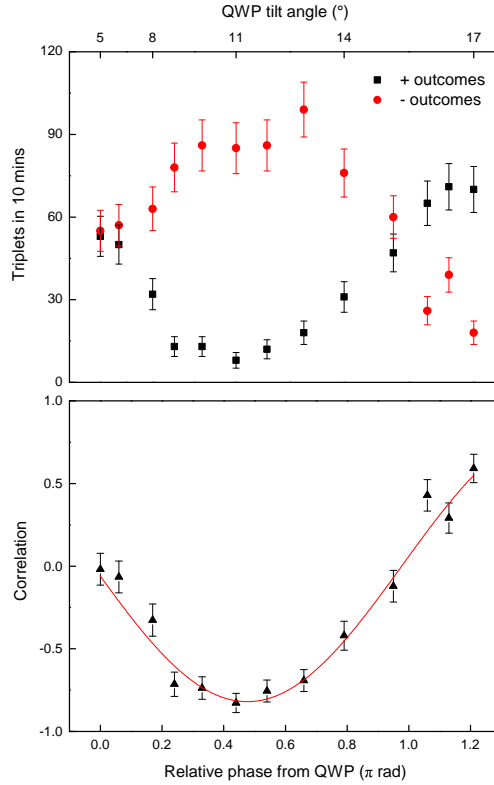 QWP tilt angle (°)
5 8 11 14 17
120
90
60
30
0
Triplets in 10 mins
+ outcomes
- outcomes
1.0
0.5
0.0
-0.5
-1.0
Correlation
0.0 0.2 0.4 0.6 0.8 1.0 1.2
Relative phase from QWP (π rad)